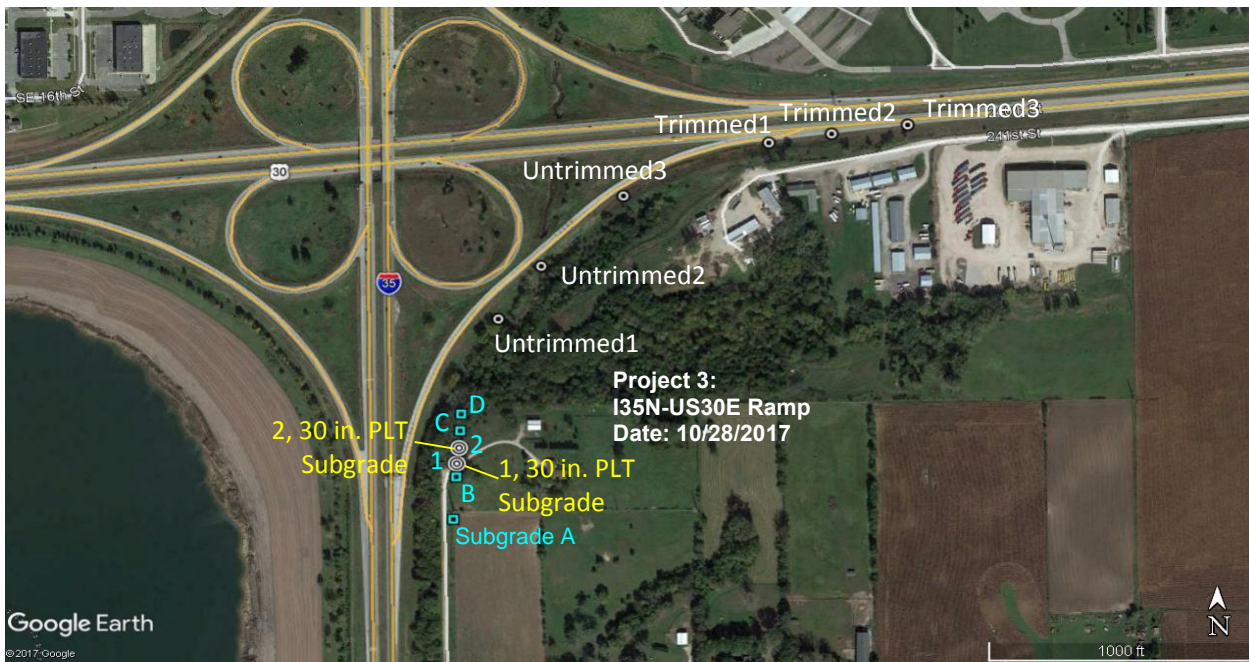 SE 16th St
Trimmed1
Trimmed2
Trimmed3
241st St
30
Untrimmed3
35
Untrimmed2
Untrimmed1
Project 3:
I35N-US30E Ramp
Date: 10/28/2017
D
C
2, 30 in. PLT
Subgrade
2
1
1, 30 in. PLT
Subgrade
B
Subgrade A
Google Earth
©2017 Google
N
1000 ft